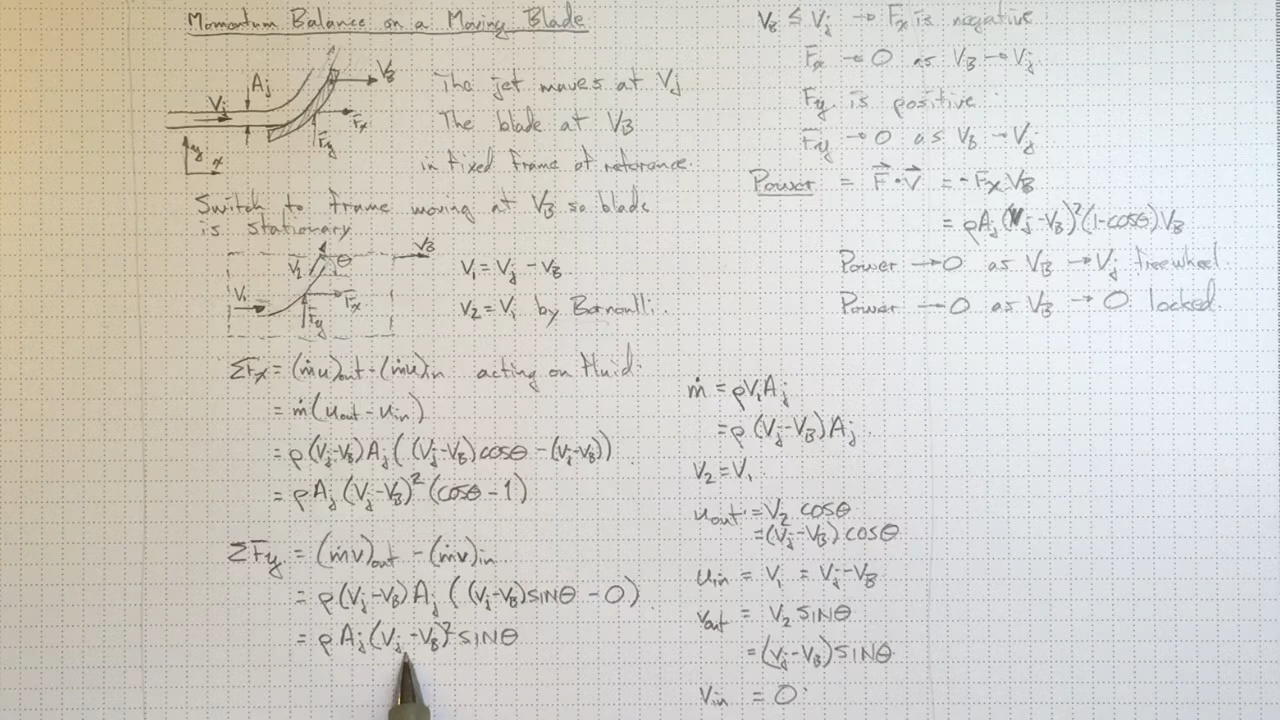 Momentum Balance on a Moving Blade
Aj
Vj
VB
Fx
Fy
y
x
The jet moves at Vj
The blade at VB
in fixed frame of reference.
Switch to frame moving at VB so blade
is stationary
VB
V2
θ
V1
Fx
Fy
V1 = Vj - VB
V2 = V1 by Bernoulli.
ΣFx = (ṁu)out - (ṁu)in acting on fluid.
= ṁ(uout - uin)
= ρ(Vj-VB)Aj((Vj-VB)cosθ - (Vj-VB))
= ρAj(Vj-VB)²(cosθ - 1)
ΣFy = (ṁv)out - (ṁv)in
= ρ(Vj-VB)Aj((Vj-VB)SINθ - 0)
= ρAj(Vj-VB)²SINθ
VB ≤ Vj → Fx is negative
Fx → 0 as VB → Vj
Fy is positive
Fy → 0 as VB → Vj
Power = F⃗·V⃗ = -FxVB
= ρAj(Vj-VB)²(1-cosθ)VB
Power → 0 as VB → Vj freewheel.
Power → 0 as VB → 0 locked.
ṁ = ρV1Aj
= ρ(Vj-VB)Aj
V2 = V1
uout = V2 cosθ
= (Vj-VB) cosθ
uin = V1 = Vj-VB
vout = V2 SINθ
= (Vj-VB)SINθ
vin = 0